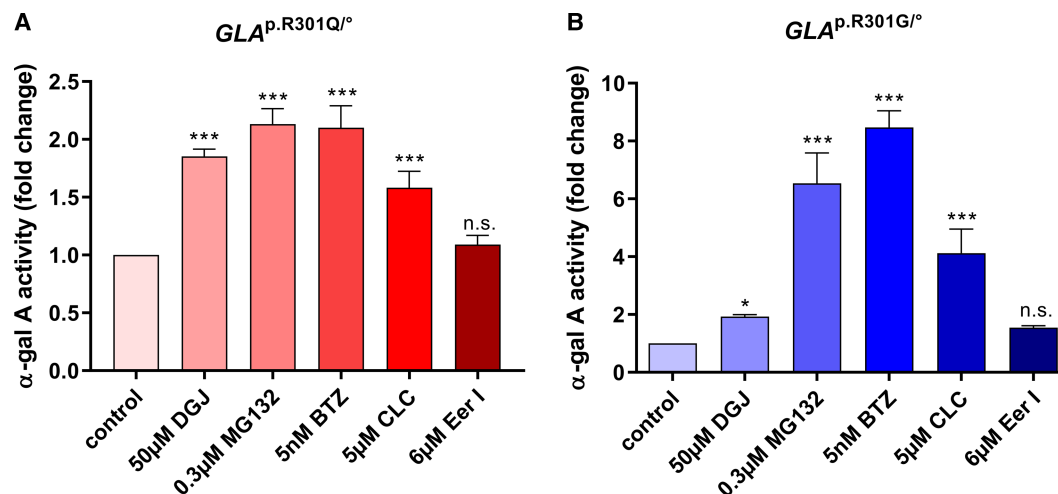 A
GLA^p.R301Q/°
α-gal A activity (fold change)
2.5
2.0
1.5
1.0
0.5
0.0
***
***
***
***
n.s.
control
50µM DGJ
0.3µM MG132
5nM BTZ
5µM CLC
6µM Eer I
B
GLA^p.R301G/°
α-gal A activity (fold change)
10
8
6
4
2
0
*
***
***
***
n.s.
control
50µM DGJ
0.3µM MG132
5nM BTZ
5µM CLC
6µM Eer I